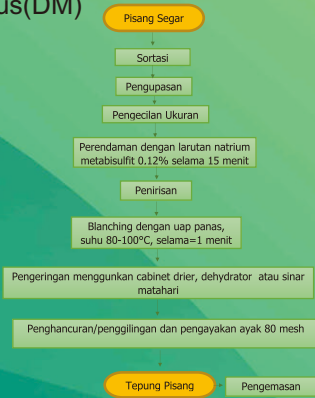 us(DM)
Pisang Segar
Sortasi
Pengupasan
Pengecilan Ukuran
Perendaman dengan larutan natrium
metabisulfit 0.12% selama 15 menit
Penirisan
Blanching dengan uap panas,
suhu 80-100°C, selama=1 menit
Pengeringan menggunkan cabinet drier, dehydrator atau sinar
matahari
Penghancuran/penggilingan dan pengayakan ayak 80 mesh
Tepung Pisang
Pengemasan